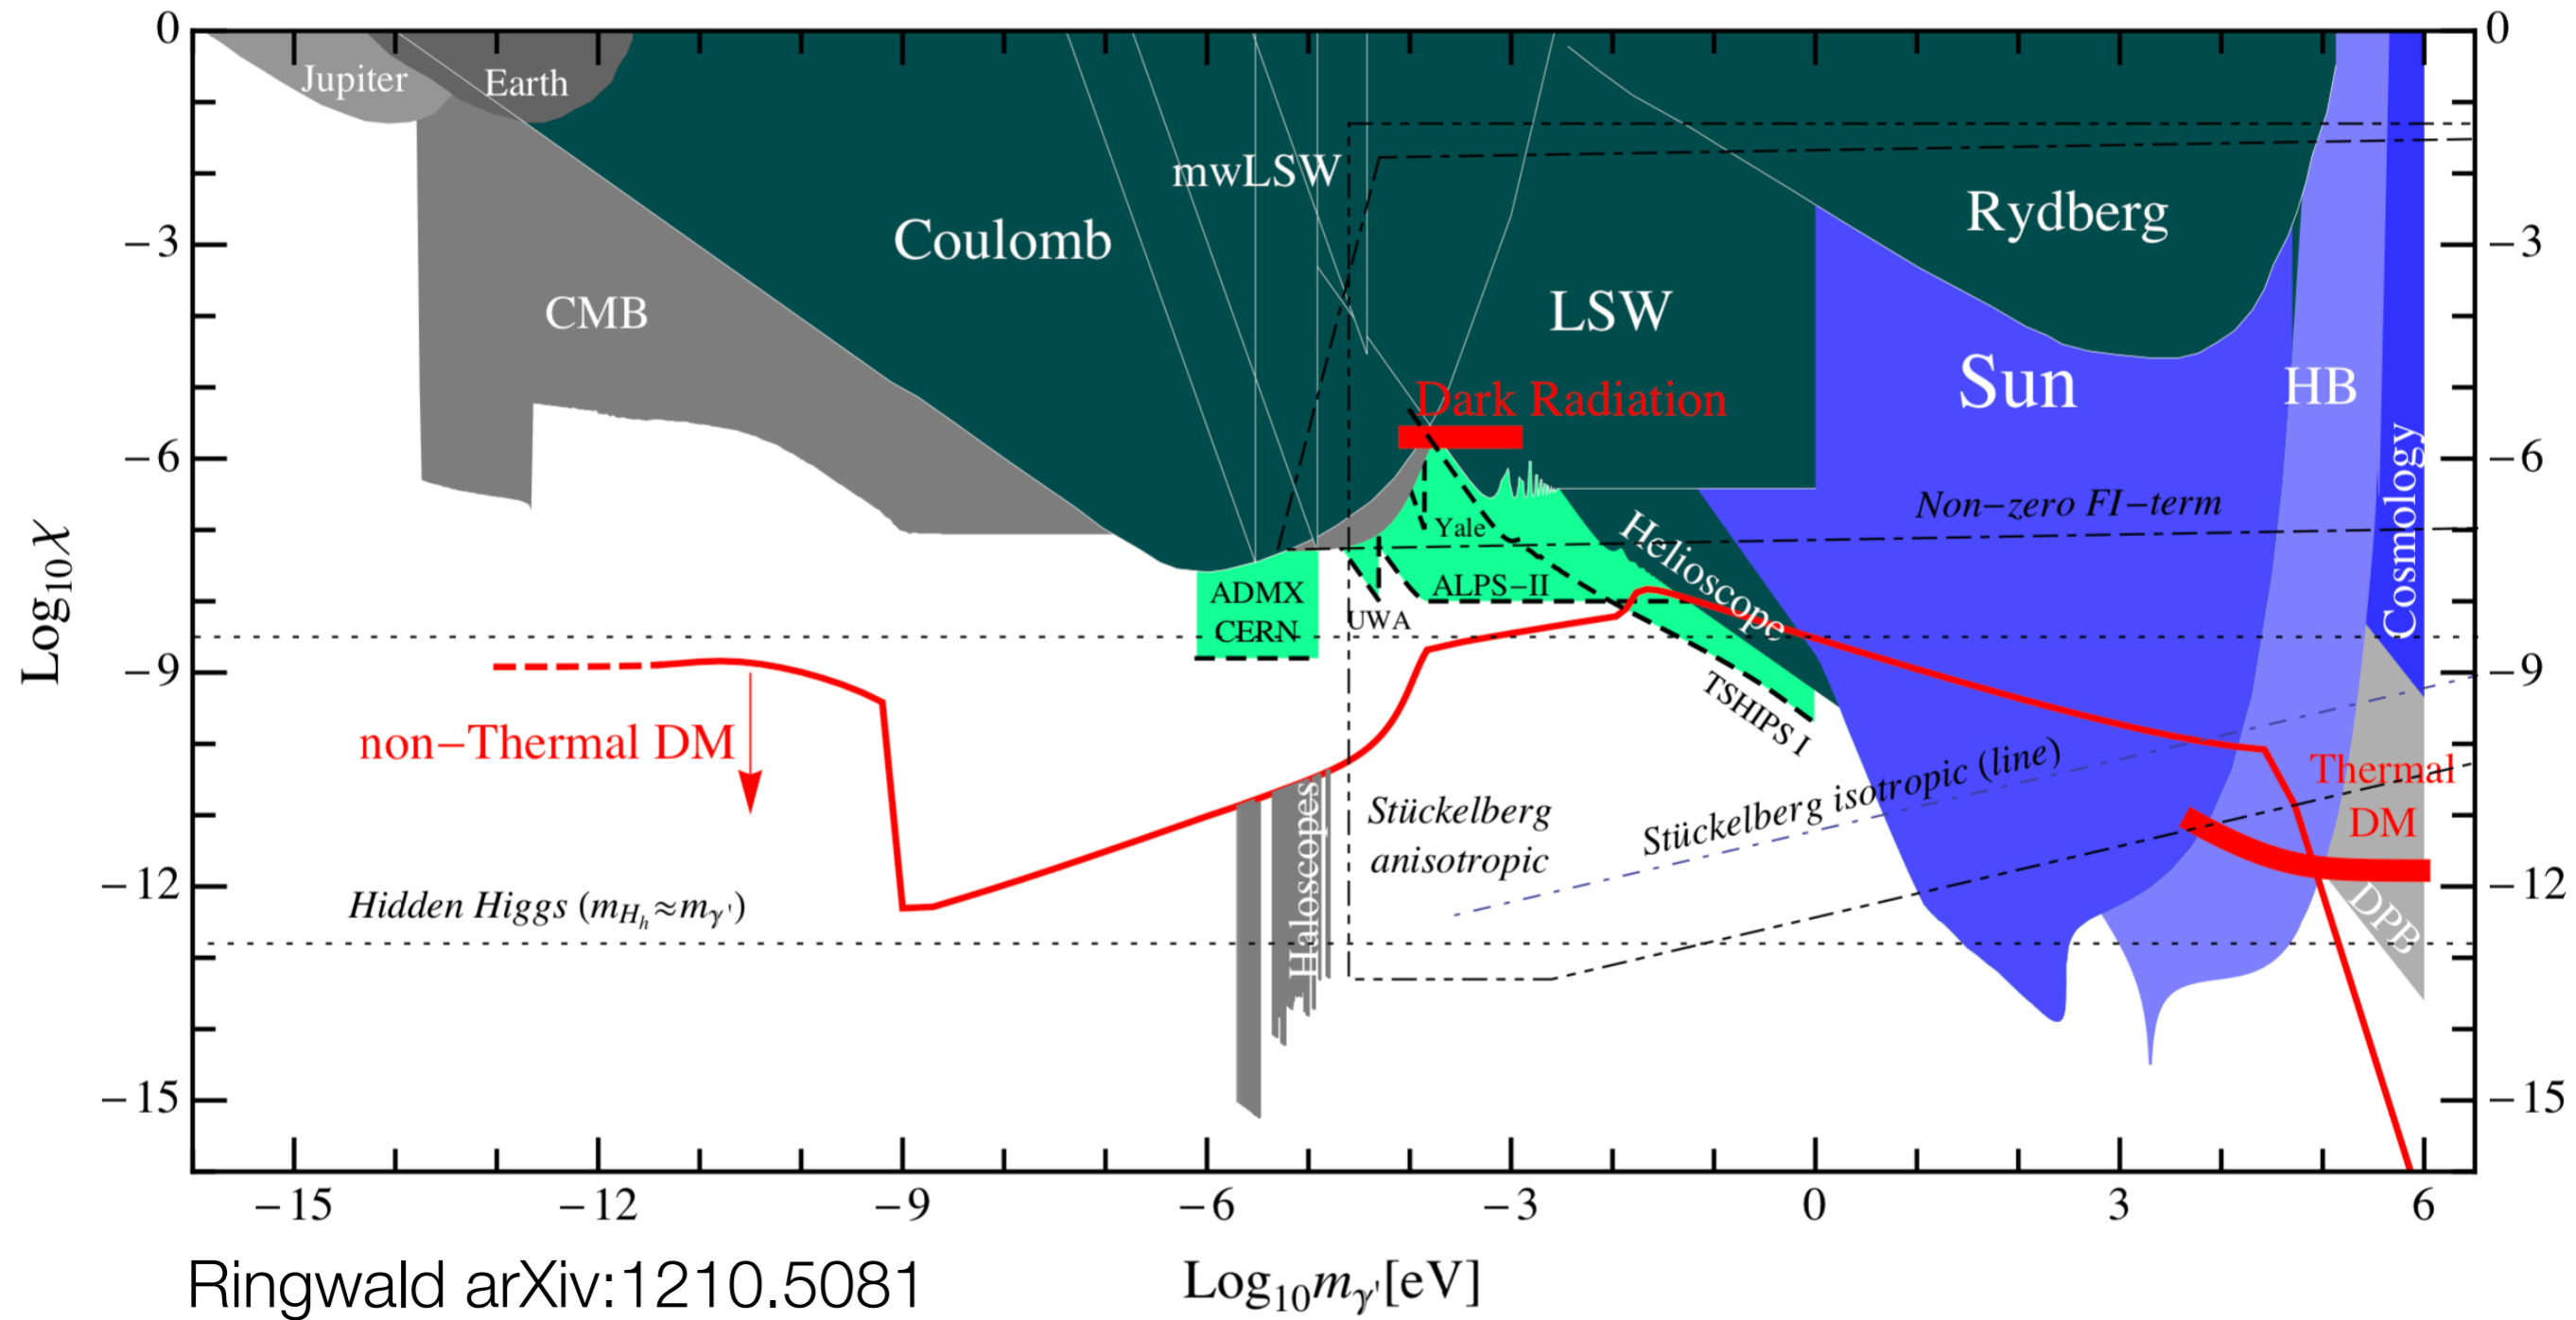 0
0
Jupiter
Earth
mwLSW
Coulomb
Rydberg
−3
−3
CMB
LSW
Sun
HB
Dark Radiation
−6
−6
Cosmology
Non−zero FI−term
Yale
Helioscope
ADMX
CERN
ALPS−II
UWA
Log₁₀χ
−9
−9
TSHIPS I
non−Thermal DM
Thermal
DM
Stückelberg isotropic (line)
Stückelberg
anisotropic
Haloscopes
−12
−12
Hidden Higgs (m_{H_h}≈m_{γ'})
DPB
−15
−15
−15
−12
−9
−6
−3
0
3
6
Log₁₀m_{γ'}[eV]
Ringwald arXiv:1210.5081